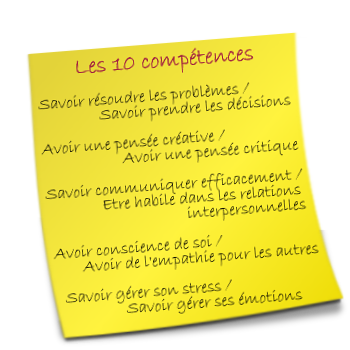 Les 10 compétences
Savoir résoudre les problèmes /
Savoir prendre les décisions
Avoir une pensée créative /
Avoir une pensée critique
Savoir communiquer efficacement /
Etre habile dans les relations
interpersonnelles
Avoir conscience de soi /
Avoir de l'empathie pour les autres
Savoir gérer son stress /
Savoir gérer ses émotions